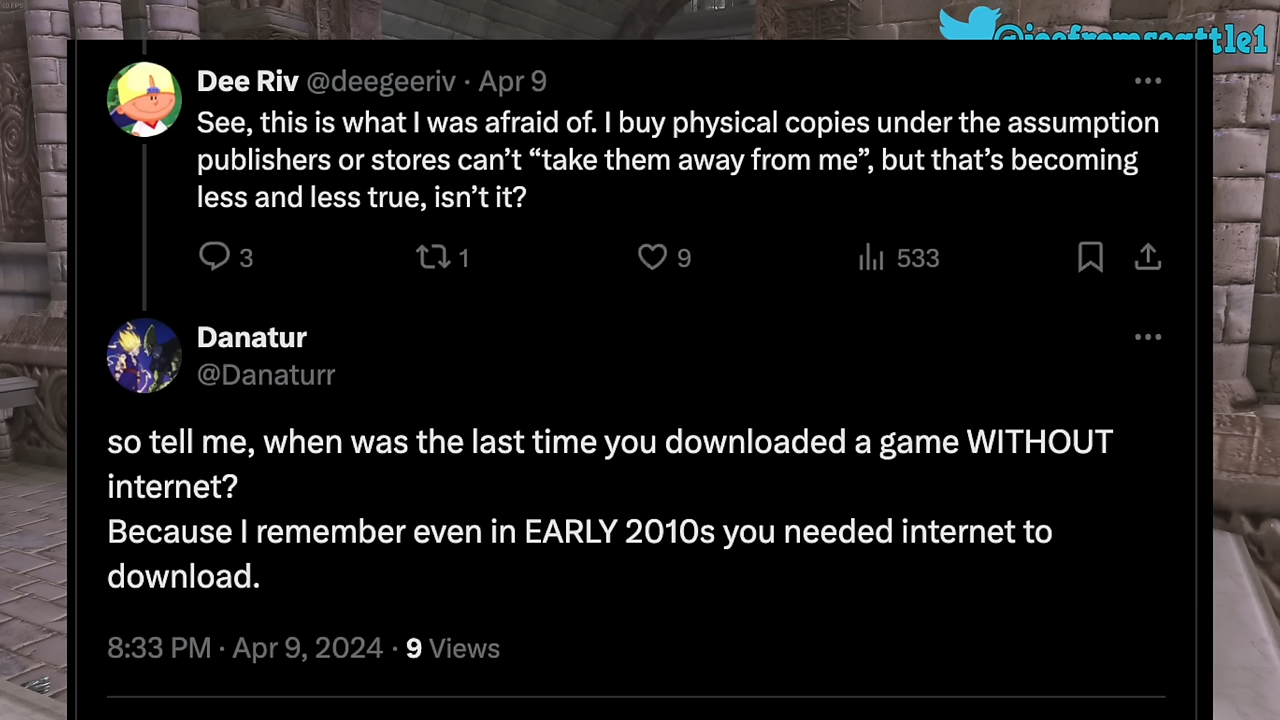 60 FPS
@joefromseattle1
Dee Riv @deegeeriv · Apr 9
See, this is what I was afraid of. I buy physical copies under the assumption
publishers or stores can’t “take them away from me”, but that’s becoming
less and less true, isn’t it?
3 1 9 533
Danatur
@Danaturr
so tell me, when was the last time you downloaded a game WITHOUT
internet?
Because I remember even in EARLY 2010s you needed internet to
download.
8:33 PM · Apr 9, 2024 · 9 Views